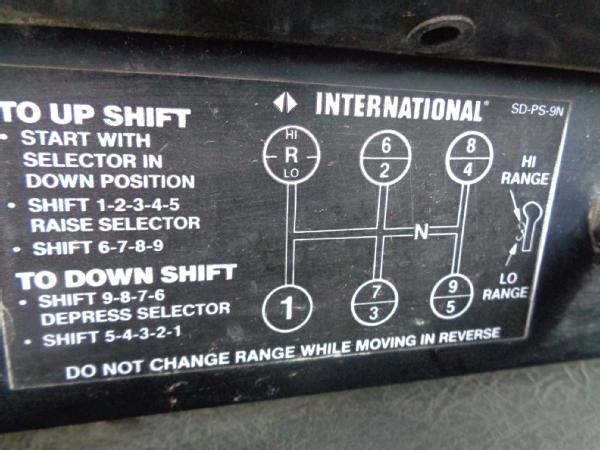 TO UP SHIFT
• START WITH
SELECTOR IN
DOWN POSITION
• SHIFT 1-2-3-4-5
RAISE SELECTOR
• SHIFT 6-7-8-9
TO DOWN SHIFT
• SHIFT 9-8-7-6
DEPRESS SELECTOR
• SHIFT 5-4-3-2-1
INTERNATIONAL®
SD-PS-9N
HI
R
LO
6
2
8
4
N
1
7
3
9
5
HI
RANGE
LO
RANGE
DO NOT CHANGE RANGE WHILE MOVING IN REVERSE